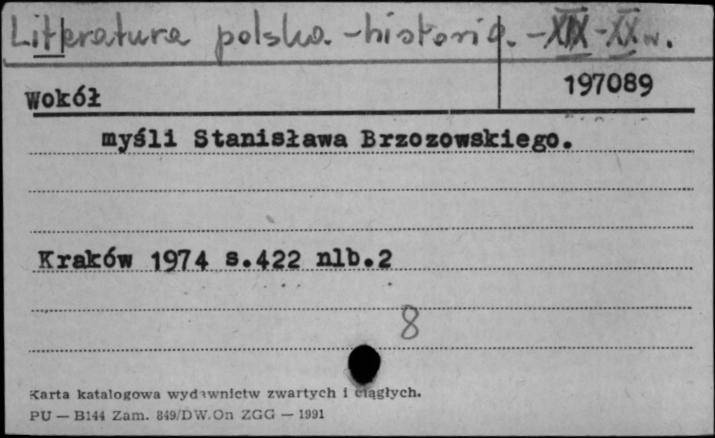 Literatura polska - historia. - XIX - XX w.
197089
Wokół
myśli Stanisława Brzozowskiego.
Kraków 1974 s.422 nlb.2
8
Karta katalogowa wydawnictw zwartych i ciągłych.
PU — B144 Zam. 849/DW.On ZGG — 1991